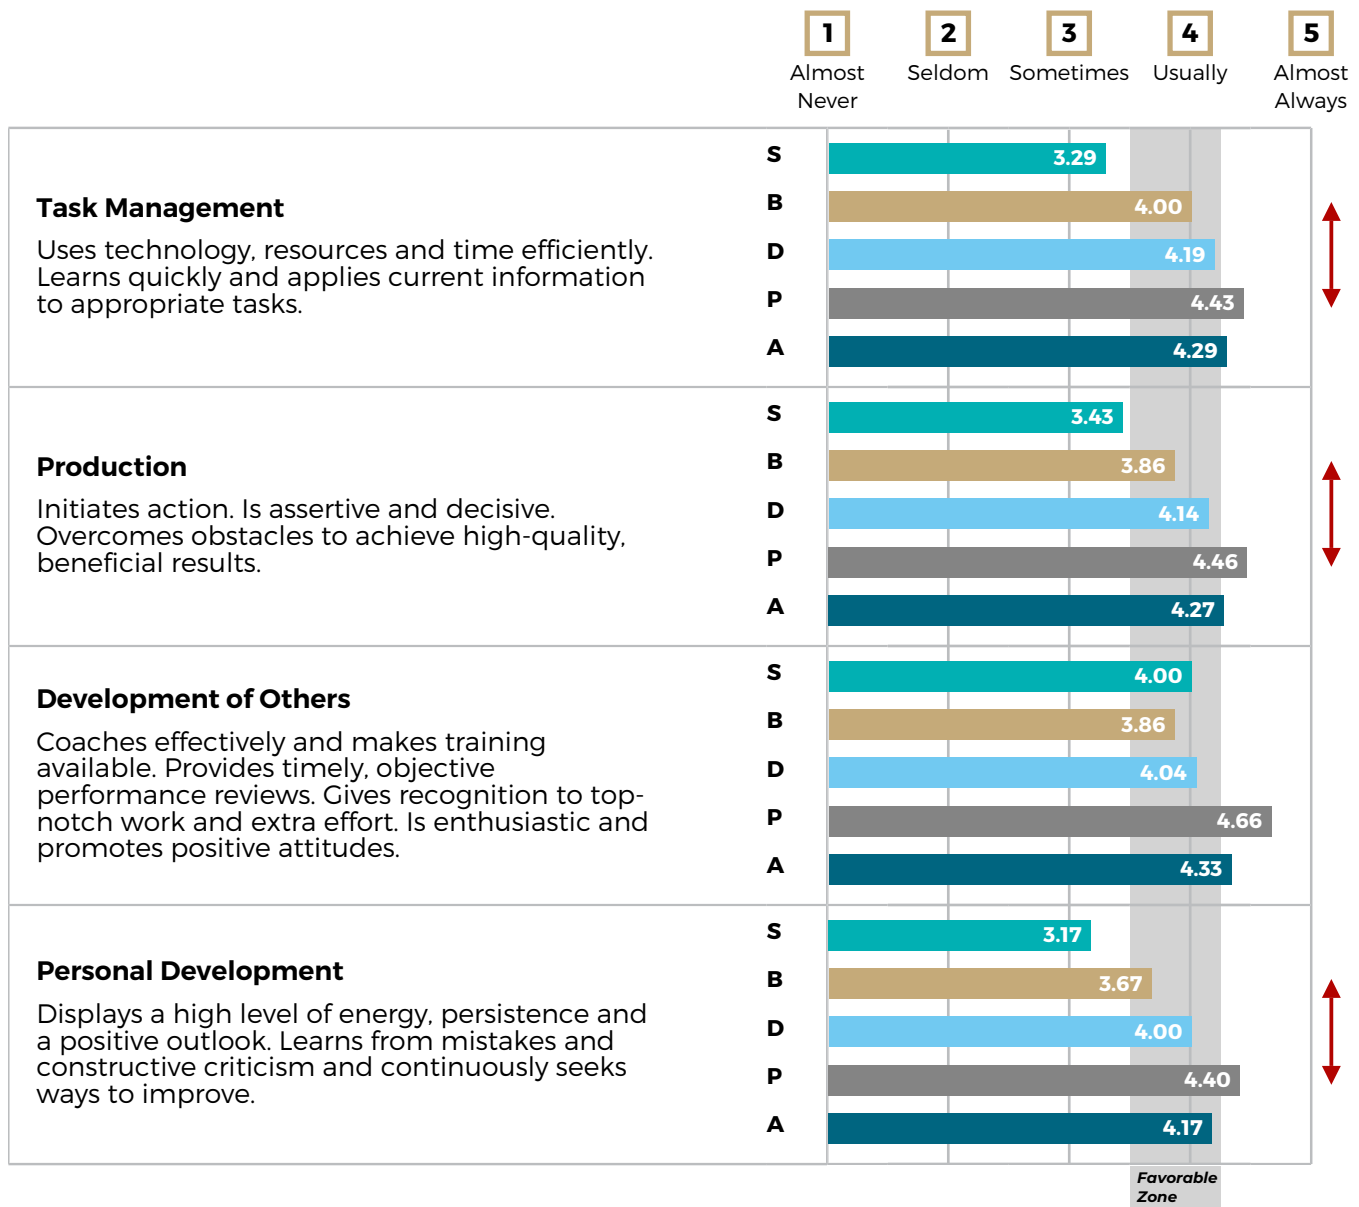 1 2 3 4 5
Almost Seldom Sometimes Usually Almost
Never Always
S 3.29
Task Management
B 4.00
Uses technology, resources and time efficiently.
D 4.19
Learns quickly and applies current information
to appropriate tasks.
P 4.43
A 4.29
S 3.43
Production
B 3.86
Initiates action. Is assertive and decisive.
D 4.14
Overcomes obstacles to achieve high-quality,
beneficial results.
P 4.46
A 4.27
S 4.00
Development of Others
B 3.86
Coaches effectively and makes training
available. Provides timely, objective
D 4.04
performance reviews. Gives recognition to top-
notch work and extra effort. Is enthusiastic and
P 4.66
promotes positive attitudes.
A 4.33
S 3.17
Personal Development
B 3.67
Displays a high level of energy, persistence and
a positive outlook. Learns from mistakes and
D 4.00
constructive criticism and continuously seeks
ways to improve.
P 4.40
A 4.17
Favorable
Zone